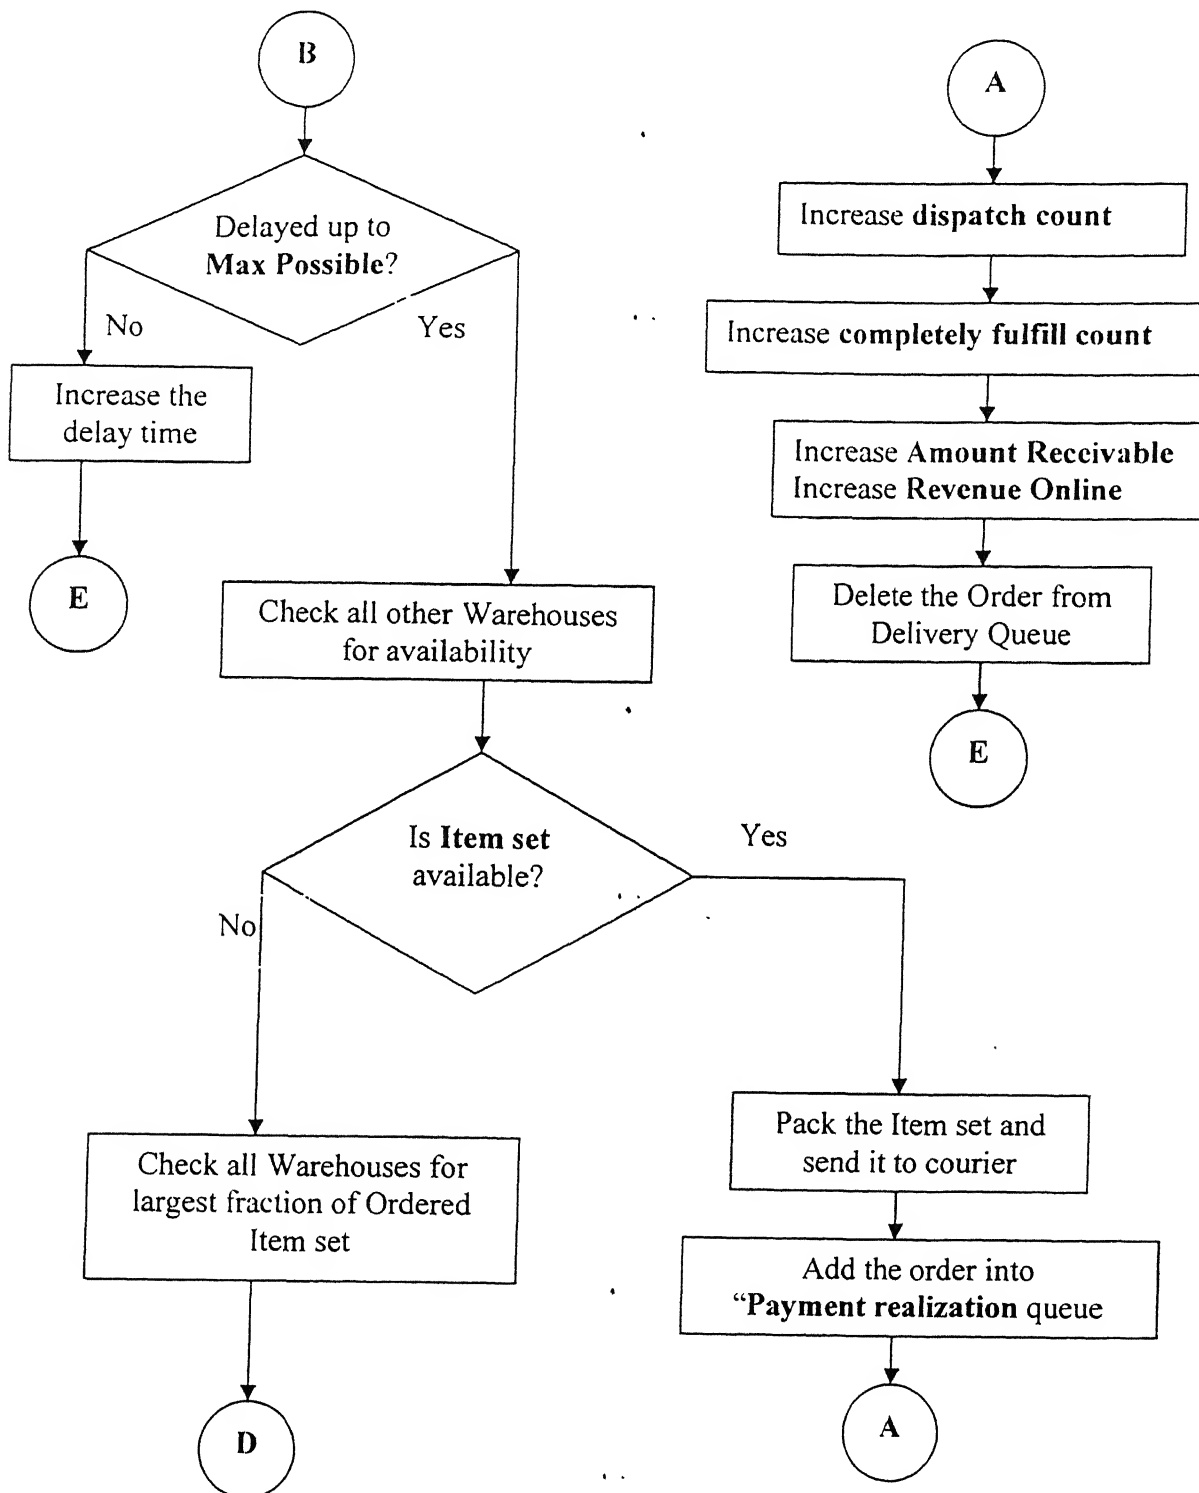 B
Delayed up to
Max Possible?
No
Yes
Increase the
delay time
E
Check all other Warehouses
for availability
Is Item set
available?
Yes
No
Check all Warehouses for
largest fraction of Ordered
Item set
D
Pack the Item set and
send it to courier
Add the order into
“Payment realization queue
A
A
Increase dispatch count
Increase completely fulfill count
Increase Amount Receivable
Increase Revenue Online
Delete the Order from
Delivery Queue
E